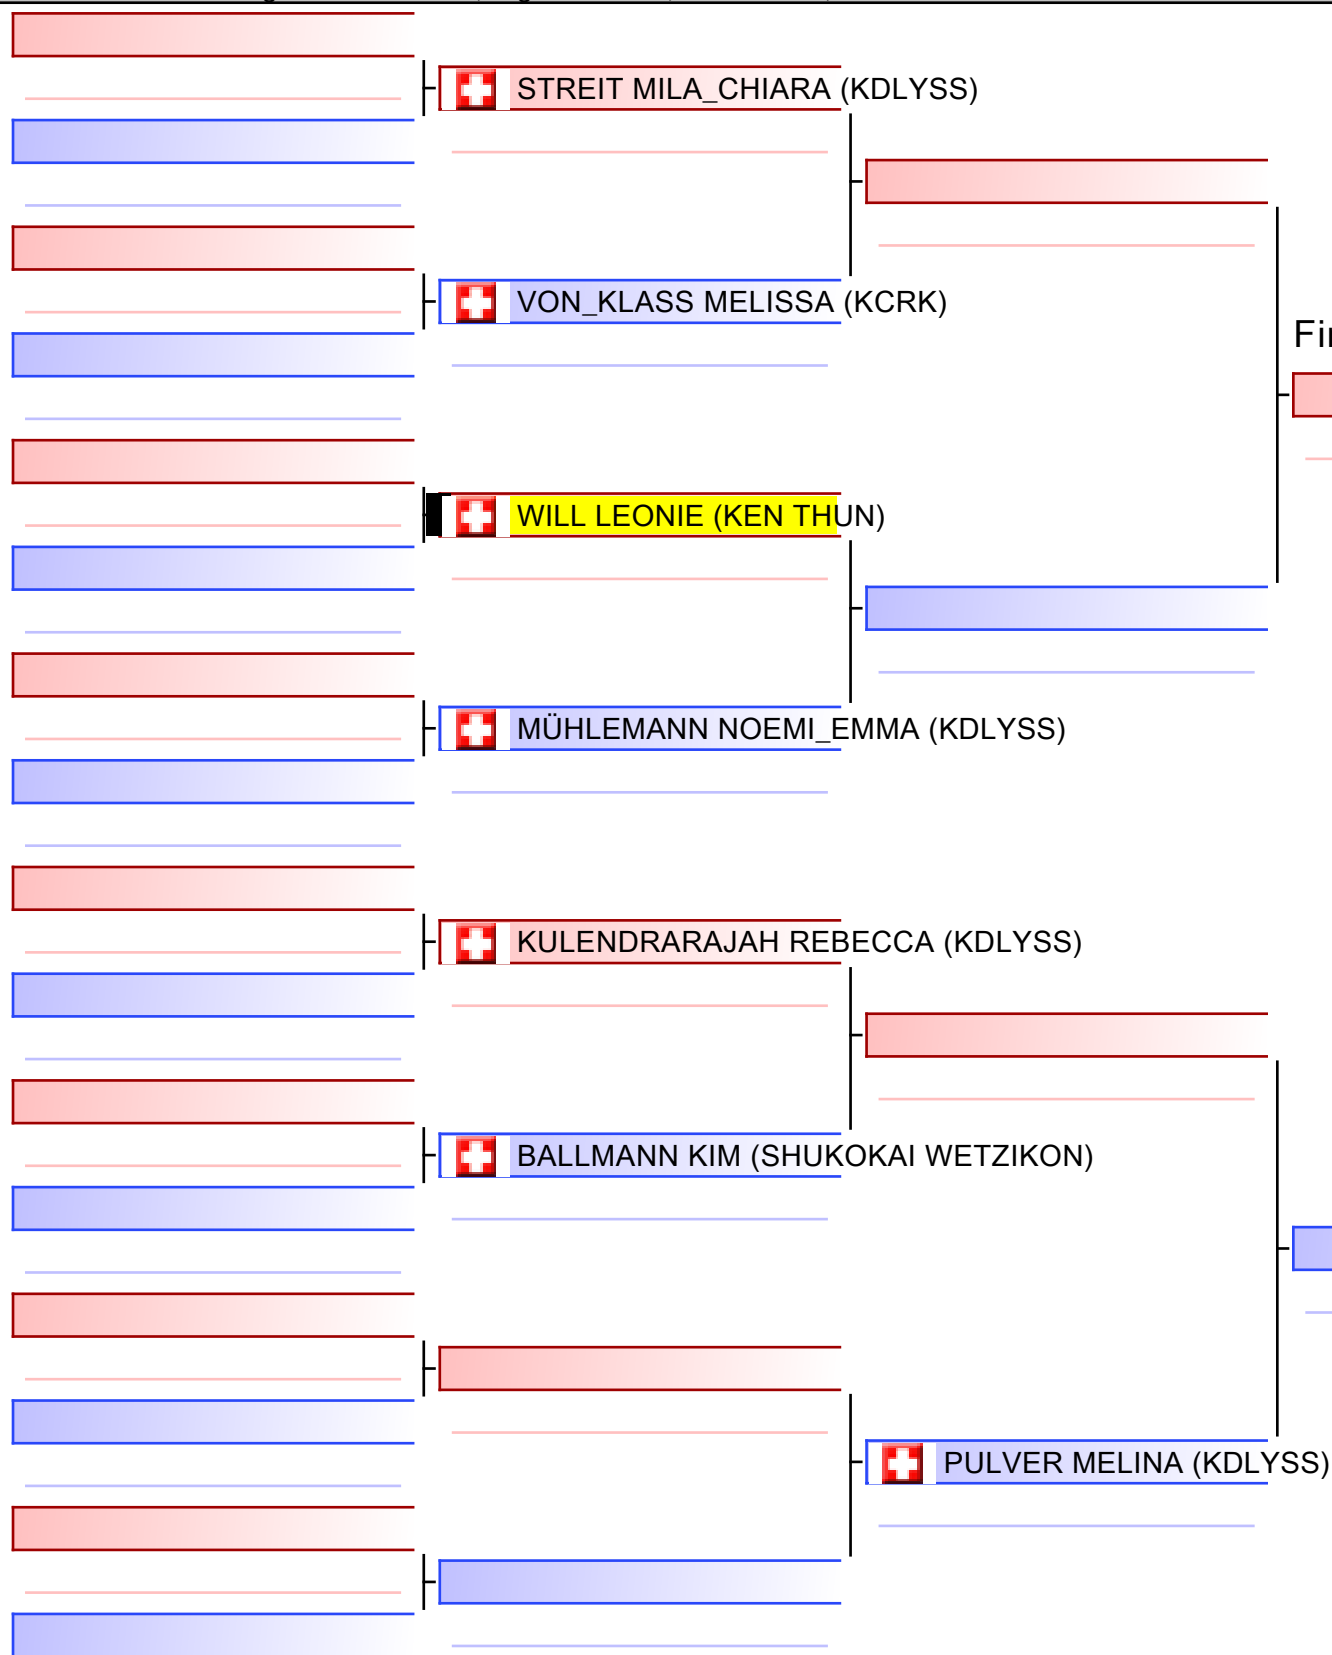 STREIT MILA_CHIARA (KDLYSS)
VON_KLASS MELISSA (KCRK)
WILL LEONIE (KEN THUN)
MÜHLEMANN NOEMI_EMMA (KDLYSS)
KULENDRARAJAH REBECCA (KDLYSS)
BALLMANN KIM (SHUKOKAI WETZIKON)
PULVER MELINA (KDLYSS)